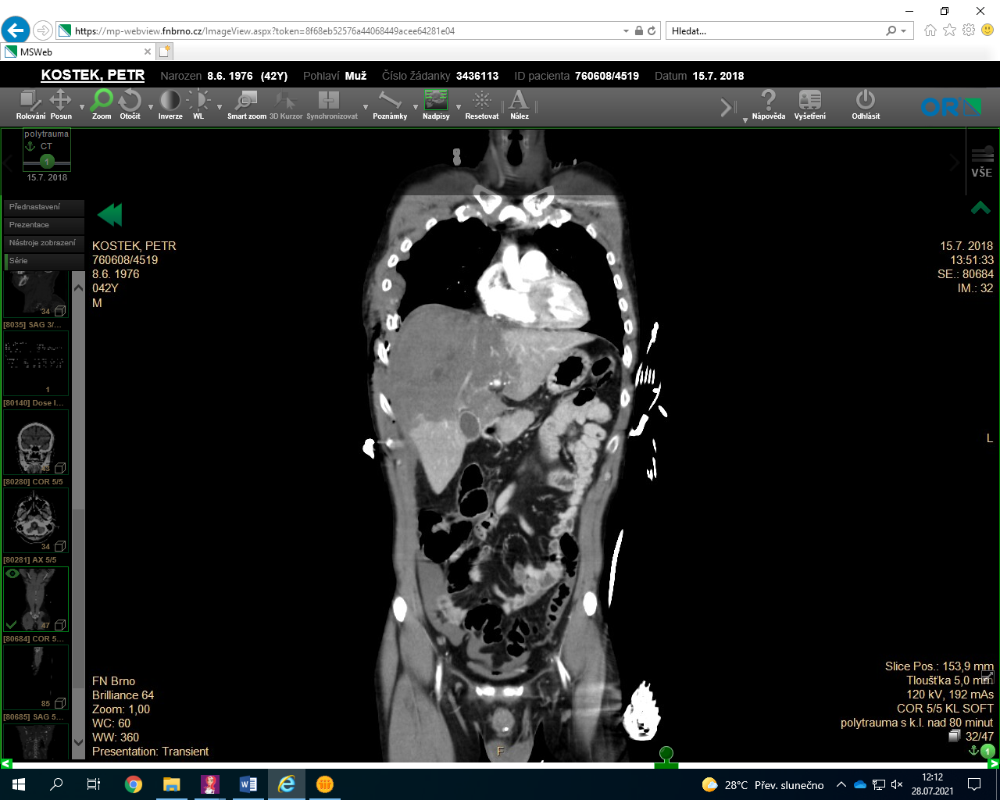 https://mp-webview.fnbrno.cz/ImageView.aspx?token=8f68eb52576a44068449acee64281e04
Hledat...
MSWeb
KOSTEK, PETR Narozen 8.6. 1976 (42Y) Pohlaví Muž Číslo žádanky 3436113 ID pacienta 760608/4519 Datum 15.7. 2018
Rolování Posun Zoom Otočit Inverze WL Smart zoom 3D Kurzor Synchronizovat Poznámky Nadpisy Resetovat Nález Nápověda Vyšetření Odhlásit
polytrauma
CT
1
15.7. 2018
VŠE
Přednastavení
Prezentace
Nástroje zobrazení
Série
34
[8035] SAG 3/...
1
[80140] Dose I...
[80280] COR 5/5
34
[80281] AX 5/5
47
[80684] COR 5...
85
[80685] SAG 5...
KOSTEK, PETR
760608/4519
8.6. 1976
042Y
M
15.7. 2018
13:51:33
SE.: 80684
IM.: 32
L
FN Brno
Brilliance 64
Zoom: 1,00
WC: 60
WW: 360
Presentation: Transient
F
Slice Pos.: 153,9 mm
Tloušťka 5,0 mm
120 kV, 192 mAs
COR 5/5 KL SOFT
polytrauma s k.l. nad 80 minut
32/47
1
28°C Přev. slunečno
12:12
28.07.2021